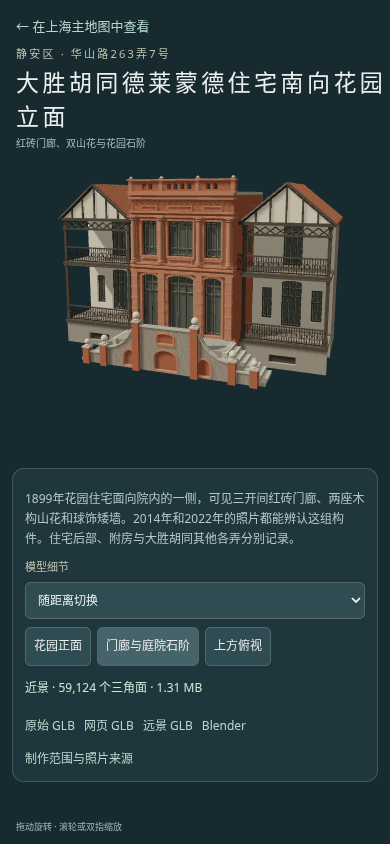 ← 在上海主地图中查看
静安区 · 华山路263弄7号
大胜胡同德莱蒙德住宅南向花园
立面
红砖门廊、双山花与花园石阶
1899年花园住宅面向院内的一侧，可见三开间红砖门廊、两座木
构山花和球饰矮墙。2014年和2022年的照片都能辨认这组构
件。住宅后部、附房与大胜胡同其他各弄分别记录。
模型细节
随距离切换
花园正面 门廊与庭院石阶 上方俯视
近景 · 59,124 个三角面 · 1.31 MB
原始 GLB 网页 GLB 远景 GLB Blender
制作范围与照片来源
拖动旋转 · 滚轮或双指缩放